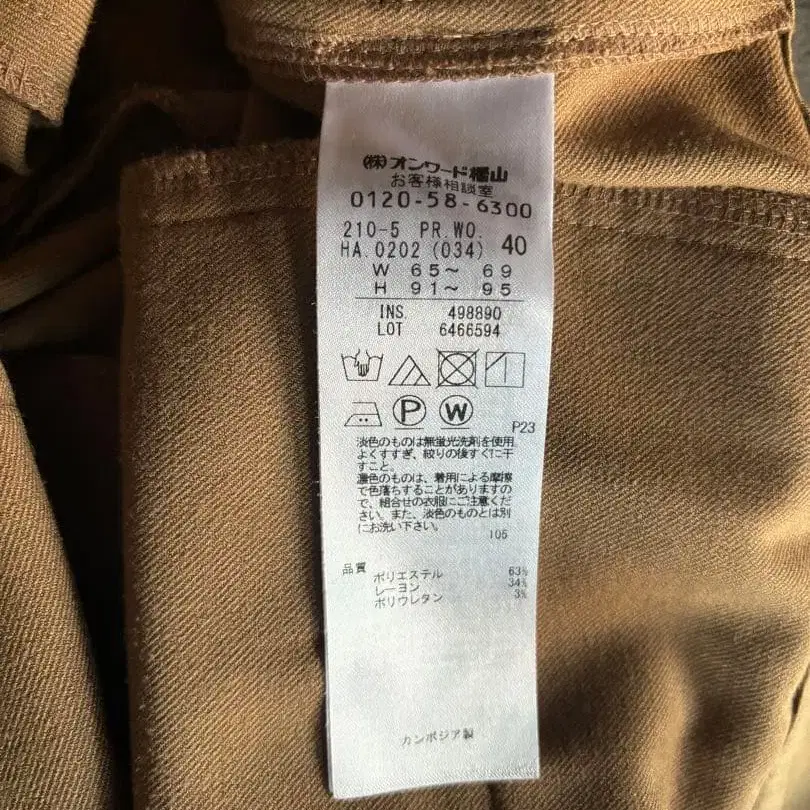 (株)オンワード樫山
お客様相談室
0120-58-6300
210-5 PR.WO.
HA.0202(034) 40
W 65～ 69
H 91～ 95
INS. 498890
LOT 6466594
P
W
P23
淡色のものは無蛍光洗剤を使用
よくすすぎ、絞りの後すぐに干
すこと。
濃色のものは、着用による摩擦
で色落ちすることがありますの
で、組合せの衣服にご注意くだ
さい。また、淡色のものとは別
にお洗い下さい。
105
品質
ポリエステル 63%
レーヨン 34%
ポリウレタン 3%
カンボジア製